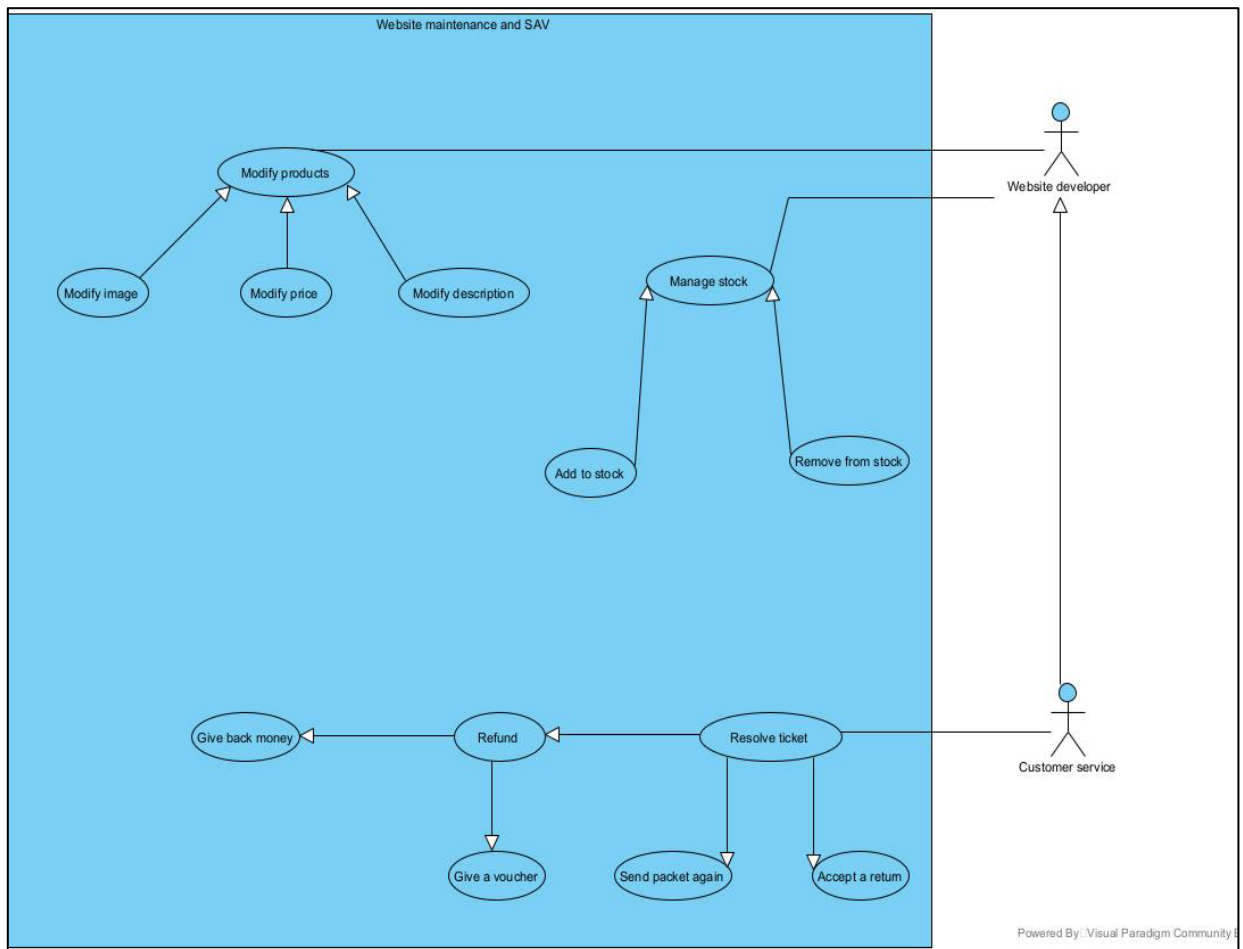 Website maintenance and SAV
Modify products
Website developer
Modify image
Modify price
Modify description
Manage stock
Add to stock
Remove from stock
Give back money
Refund
Resolve ticket
Customer service
Give a voucher
Send packet again
Accept a return
Powered By Visual Paradigm Community